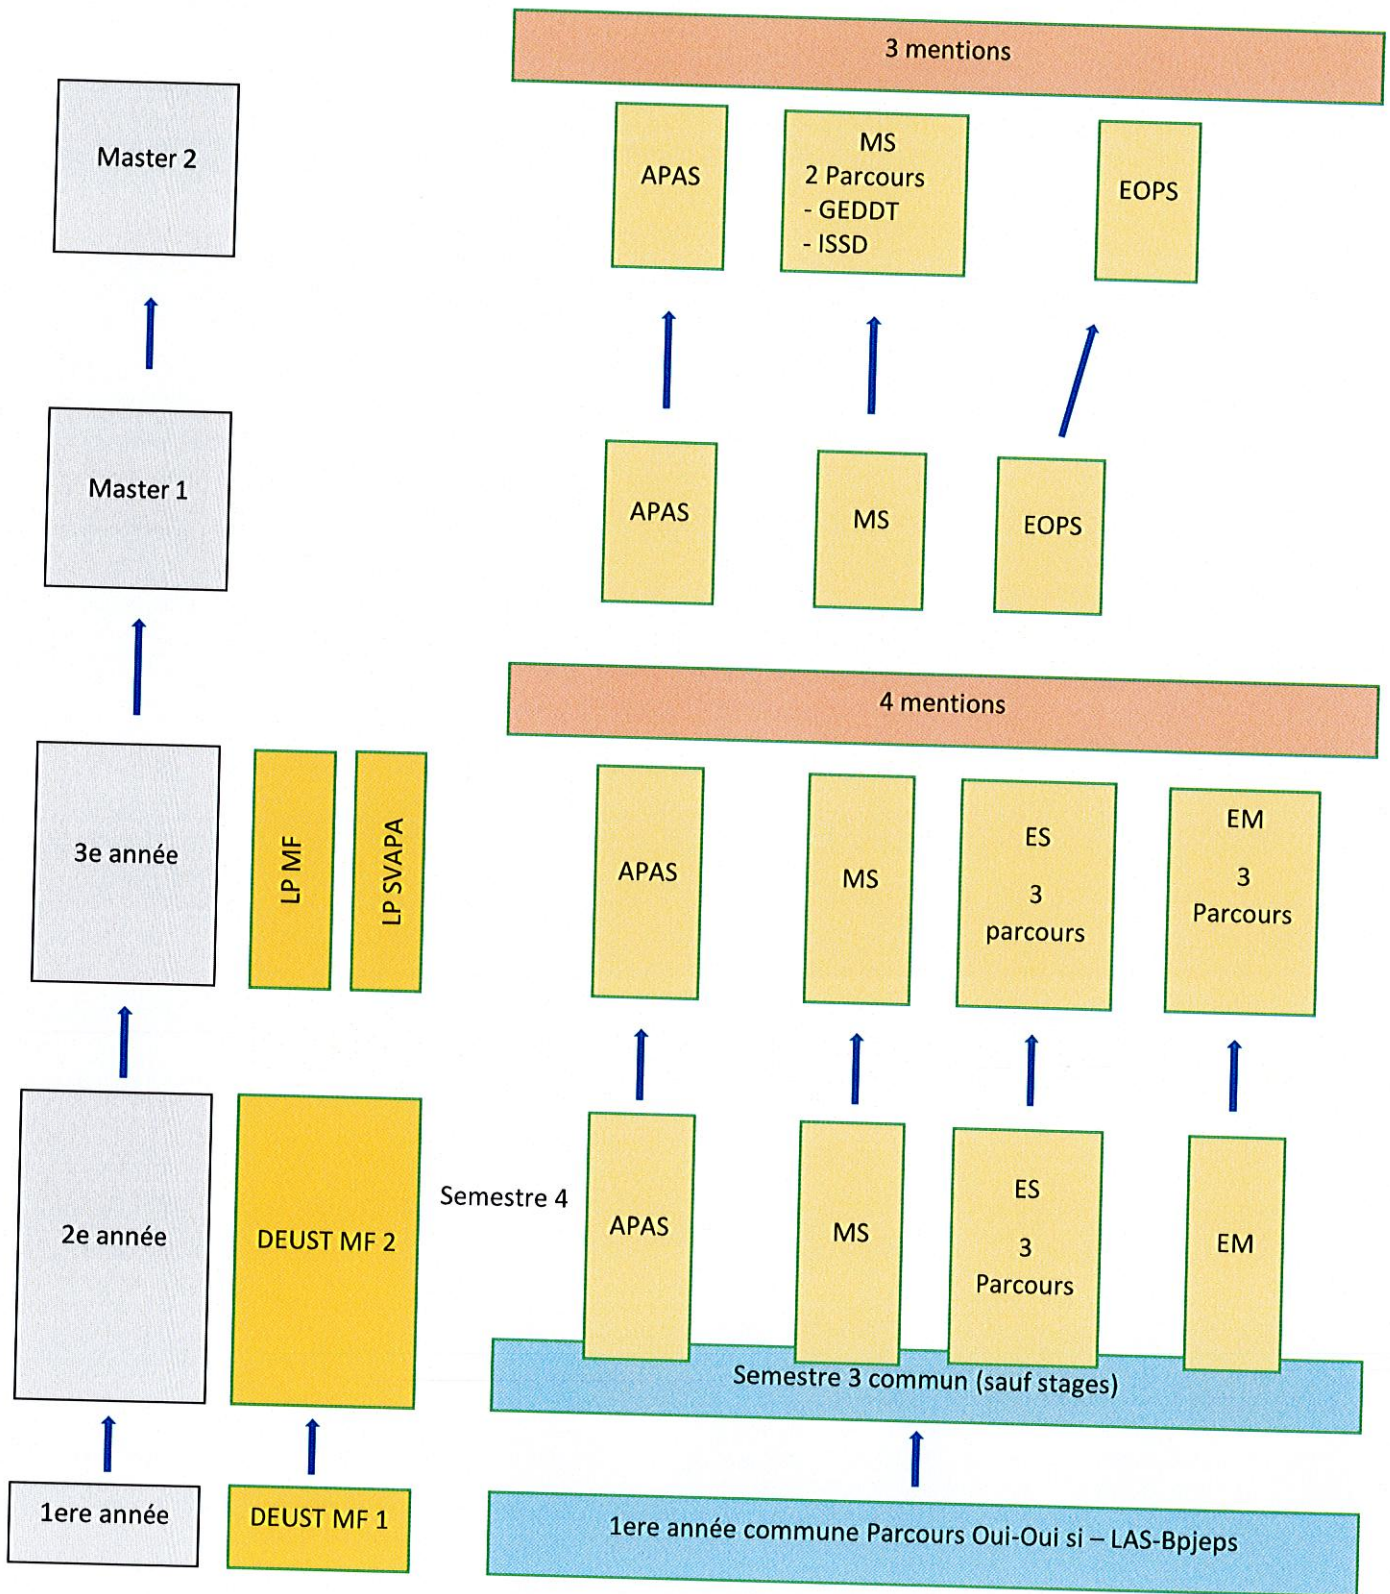 3 mentions
Master 2
APAS
MS
2 Parcours
- GEDDT
- ISSD
EOPS
Master 1
APAS
MS
EOPS
4 mentions
3e année
LP MF
LP SVAPA
APAS
MS
ES
3
parcours
EM
3
Parcours
2e année
DEUST MF 2
Semestre 4
APAS
MS
ES
3
Parcours
EM
Semestre 3 commun (sauf stages)
1ere année
DEUST MF 1
1ere année commune Parcours Oui-Oui si – LAS-Bpjeps